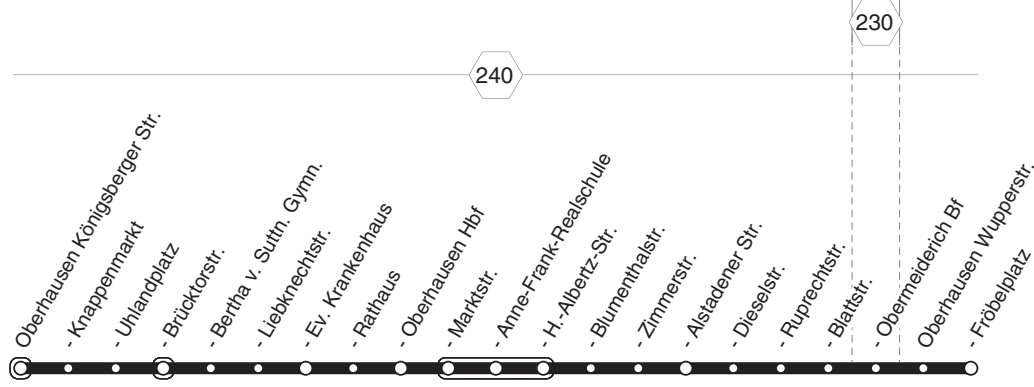 230
240
Oberhausen Königsberger Str.
- Knappenmarkt
- Uhlandplatz
- Brücktorstr.
- Bertha v. Suttn. Gymn.
- Liebknechtstr.
- Ev. Krankenhaus
- Rathaus
- Oberhausen Hbf
- Marktstr.
- Anne-Frank-Realschule
- H. Albertz-Str.
- Blumenthalstr.
- Zimmerstr.
- Alstadener Str.
- Dieselstr.
- Ruprechtstr.
- Blattstr.
- Obermeiderich Bf
Oberhausen Wupperstr.
- Fröbelplatz